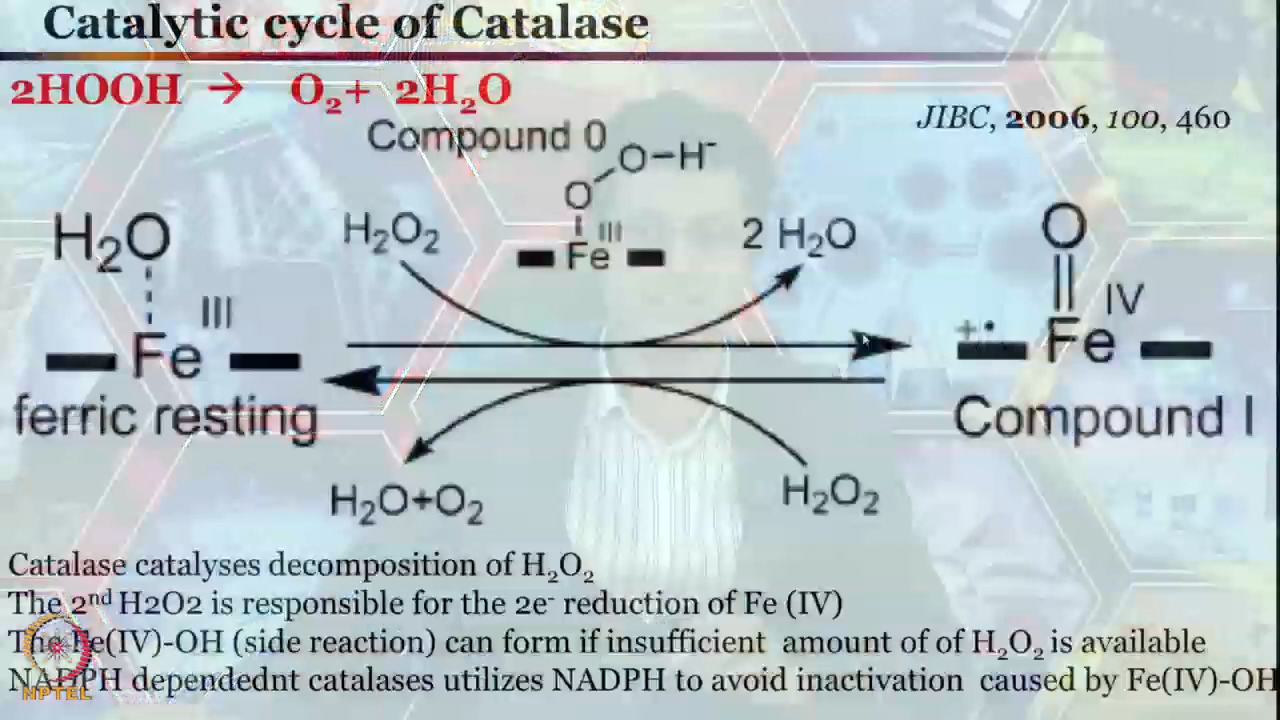 Catalytic cycle of Catalase
2HOOH → O₂+ 2H₂O
JIBC, 2006, 100, 460
Compound 0
O–H⁻
O
H₂O
H₂O₂
III
Fe
2 H₂O
O
III
IV
Fe
+•
Fe
ferric resting
Compound I
H₂O+O₂
H₂O₂
Catalase catalyses decomposition of H₂O₂
The 2nd H2O2 is responsible for the 2e⁻ reduction of Fe (IV)
The Fe(IV)-OH (side reaction) can form if insufficient amount of of H₂O₂ is available
NADPH dependednt catalases utilizes NADPH to avoid inactivation caused by Fe(IV)-OH
NPTEL